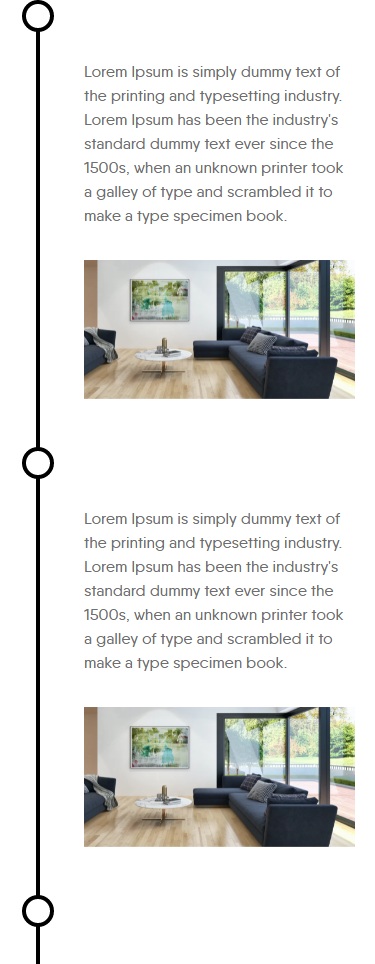 Lorem Ipsum is simply dummy text of
the printing and typesetting industry.
Lorem Ipsum has been the industry's
standard dummy text ever since the
1500s, when an unknown printer took
a galley of type and scrambled it to
make a type specimen book.
Lorem Ipsum is simply dummy text of
the printing and typesetting industry.
Lorem Ipsum has been the industry's
standard dummy text ever since the
1500s, when an unknown printer took
a galley of type and scrambled it to
make a type specimen book.